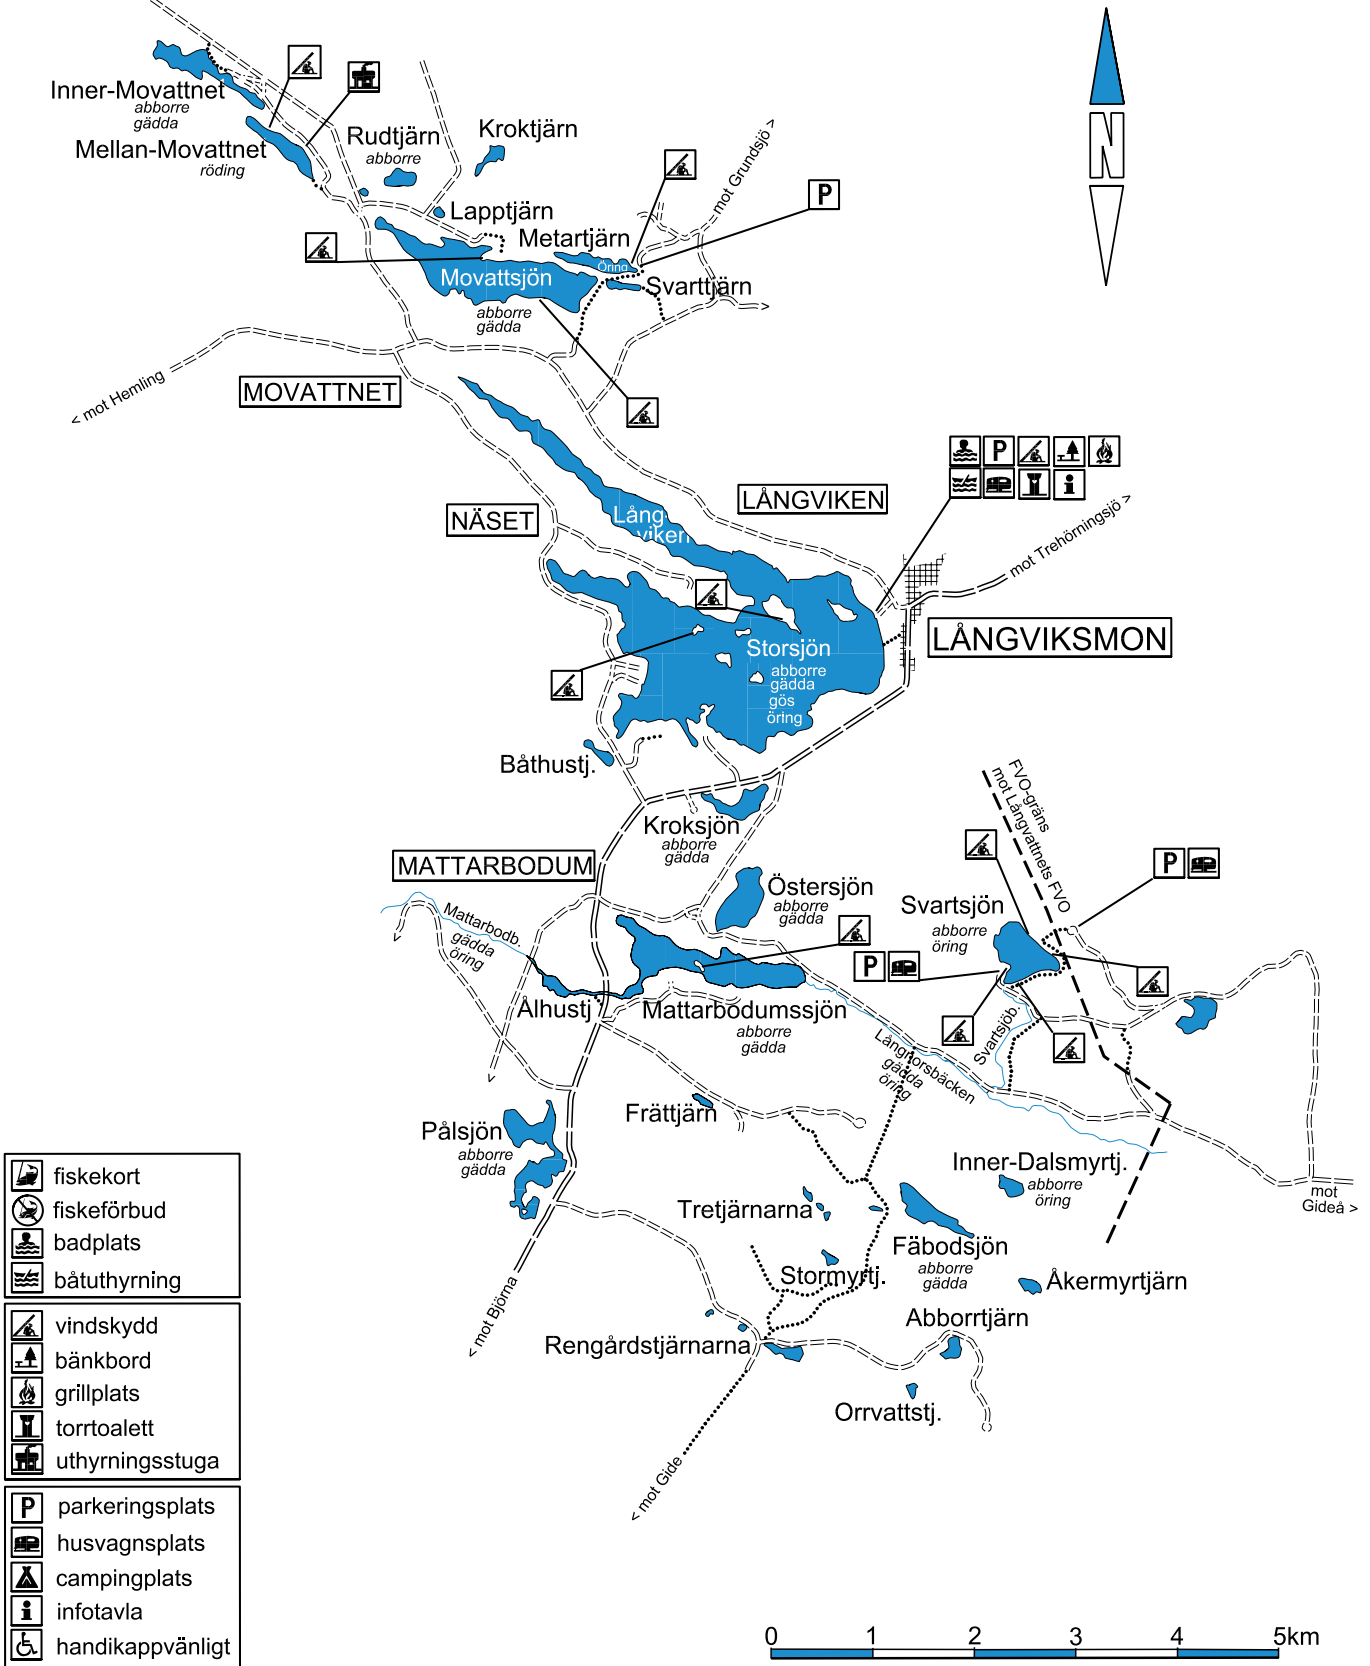 Inner-Movattnet
abborre
gädda
Mellan-Movattnet
röding
Rudtjärn
abborre
Kroktjärn
Lapptjärn
Metartjärn
Öring
mot Grundsjö >
P
N
Movattsjön
abborre
gädda
Svarttjärn
< mot Hemling
MOVATTNET
P
i
LÅNGVIKEN
NÄSET
Lång-
viken
mot Trehörningsjö >
LÅNGVIKSMON
Storsjön
abborre
gädda
gös
öring
Båthustj.
Kroksjön
abborre
gädda
FVO-gräns
mot Långvattnets FVO
MATTARBODUM
P
Östersjön
abborre
gädda
Svartsjön
abborre
öring
Mattarbodb.
gädda
öring
P
Ålhustj
Mattarbodumssjön
abborre
gädda
Svartsjöb.
Långnorsbäcken
gädda
öring
Frättjärn
Pålsjön
abborre
gädda
Inner-Dalsmyrtj.
abborre
öring
mot
Gideå >
Tretjärnarna
Fäbodsjön
abborre
gädda
Stormyrtj.
Åkermyrtjärn
< mot Björna
Abborrtjärn
Rengårdstjärnarna
Orrvattstj.
< mot Gide
fiskekort
fiskeförbud
badplats
båtuthyrning
vindskydd
bänkbord
grillplats
torrtoalett
uthyrningsstuga
P parkeringsplats
husvagnsplats
campingplats
i infotavla
handikappvänligt
0 1 2 3 4 5km